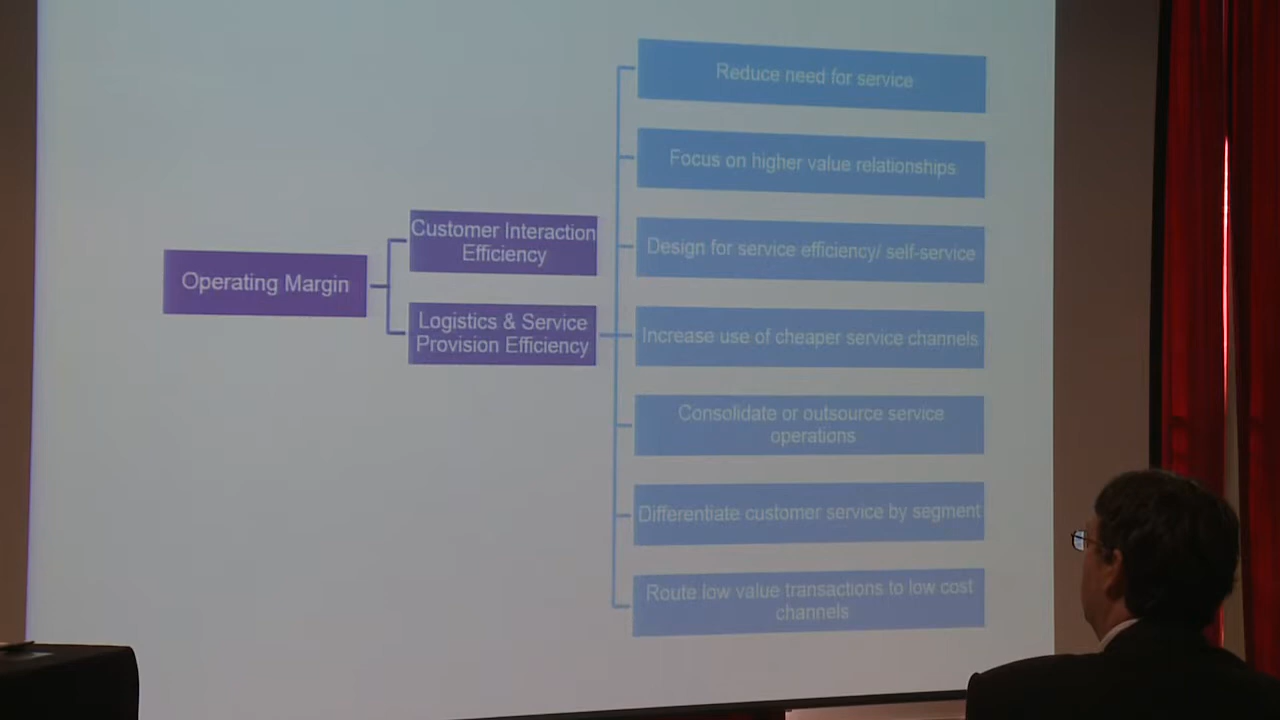 Operating Margin
Customer Interaction
Efficiency
Logistics & Service
Provision Efficiency
Reduce need for service
Focus on higher value relationships
Design for service efficiency/ self-service
Increase use of cheaper service channels
Consolidate or outsource service
operations
Differentiate customer service by segment
Route low value transactions to low cost
channels